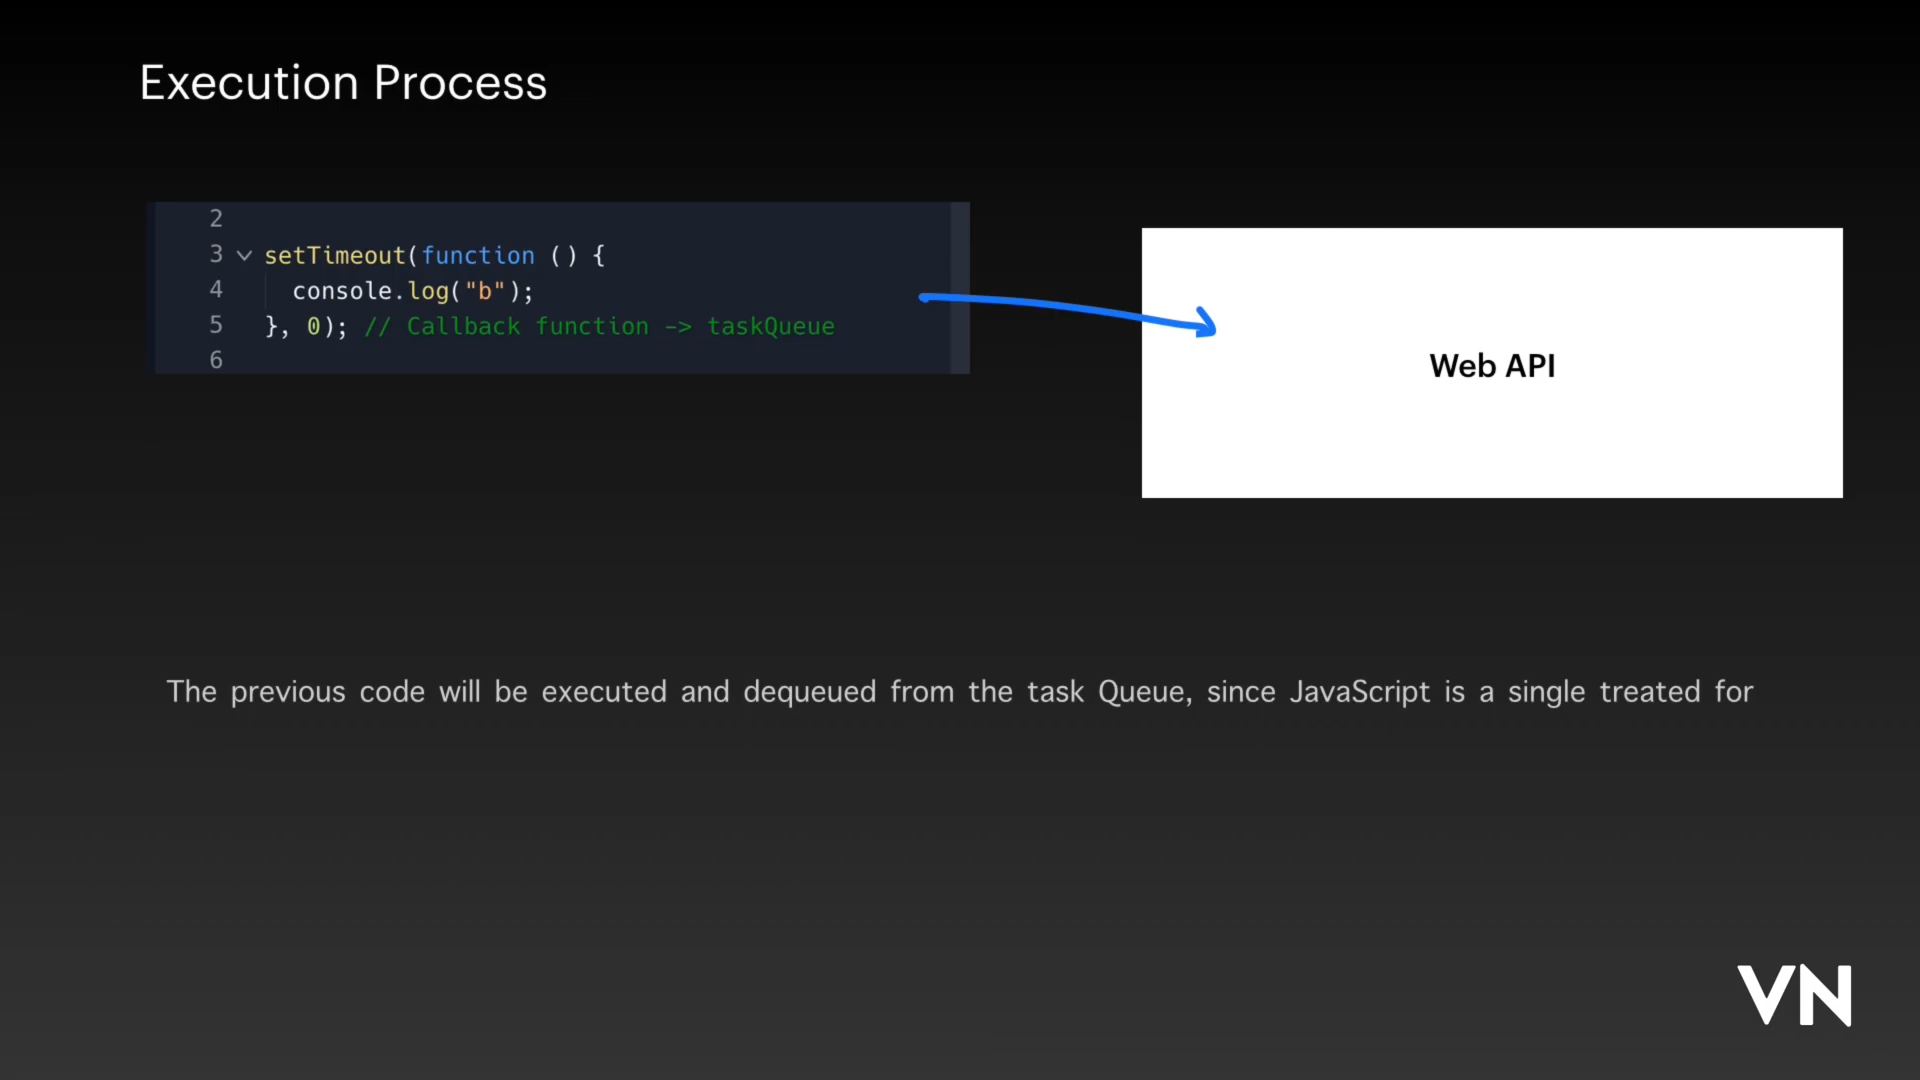 Execution Process
2
3 setTimeout(function () {
4 console.log("b");
5 }, 0); // Callback function -> taskQueue
6
Web API
The previous code will be executed and dequeued from the task Queue, since JavaScript is a single treated for
VN